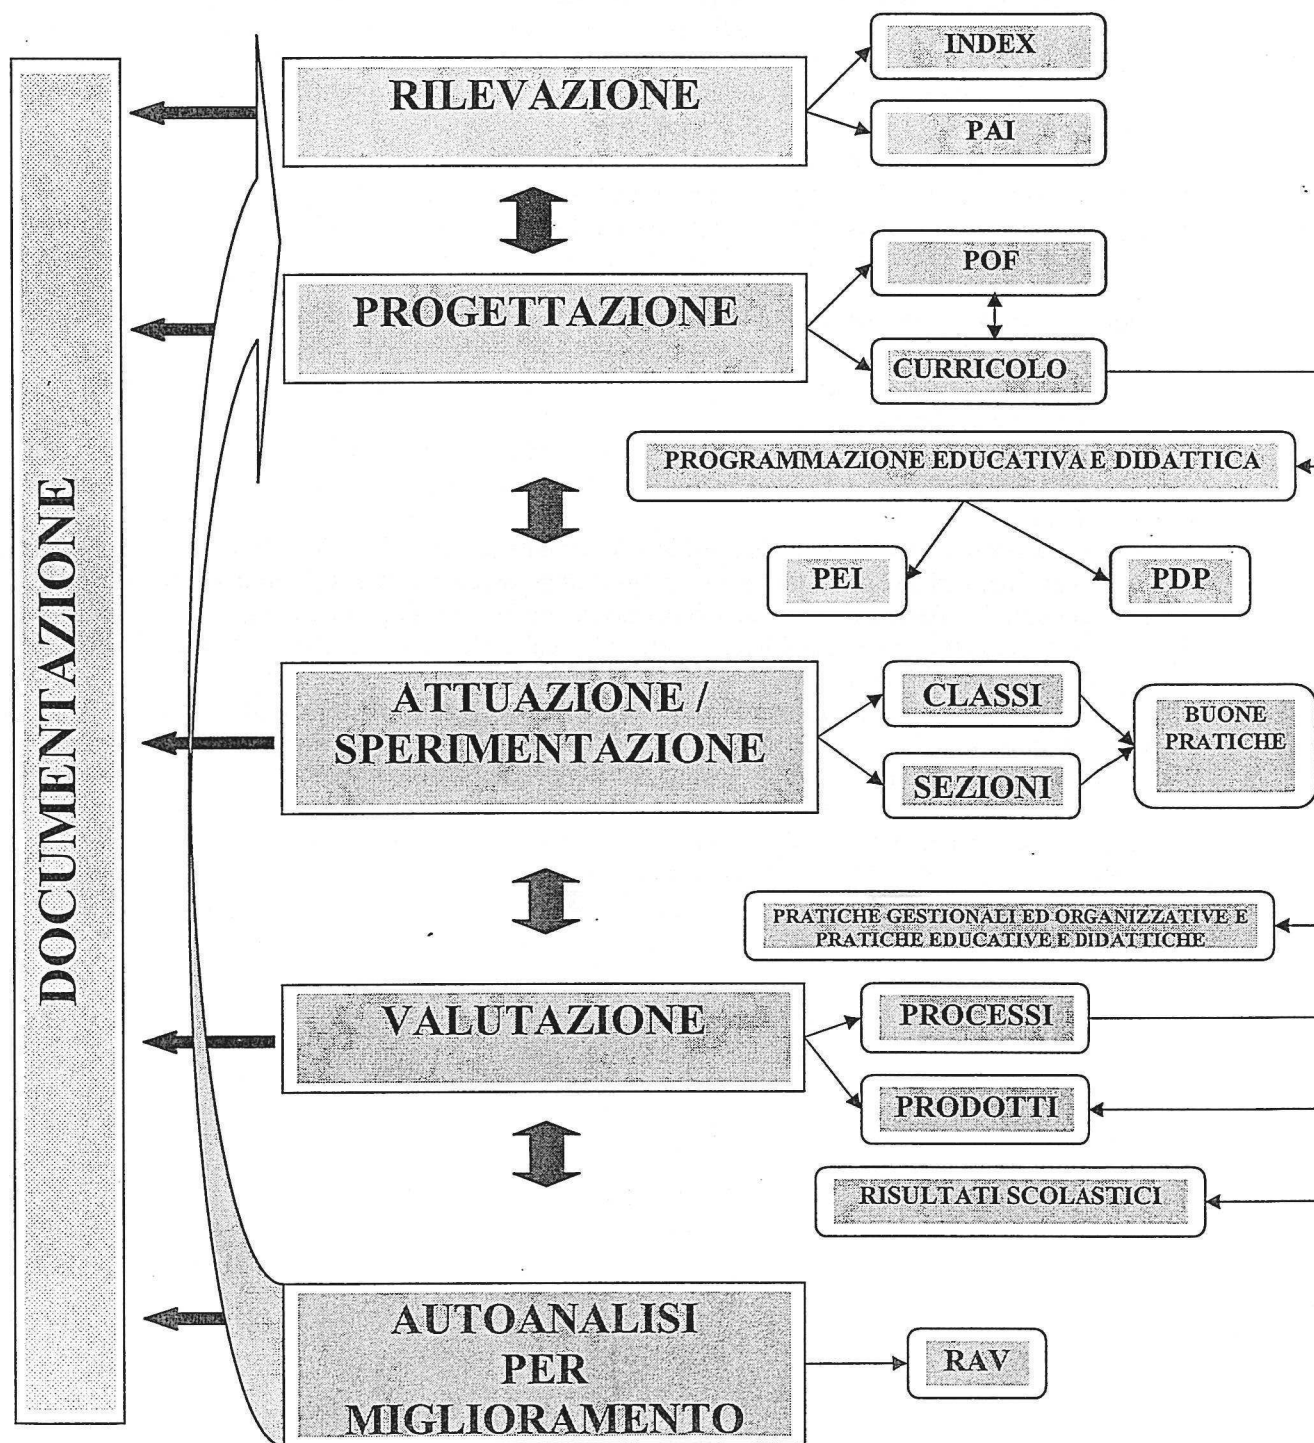 DOCUMENTAZIONE
RILEVAZIONE
INDEX
PAI
PROGETTAZIONE
POF
CURRICOLO
PROGRAMMAZIONE EDUCATIVA E DIDATTICA
PEI
PDP
ATTUAZIONE /
SPERIMENTAZIONE
CLASSI
SEZIONI
BUONE
PRATICHE
PRATICHE GESTIONALI ED ORGANIZZATIVE E
PRATICHE EDUCATIVE E DIDATTICHE
VALUTAZIONE
PROCESSI
PRODOTTI
RISULTATI SCOLASTICI
AUTOANALISI
PER
MIGLIORAMENTO
RAV